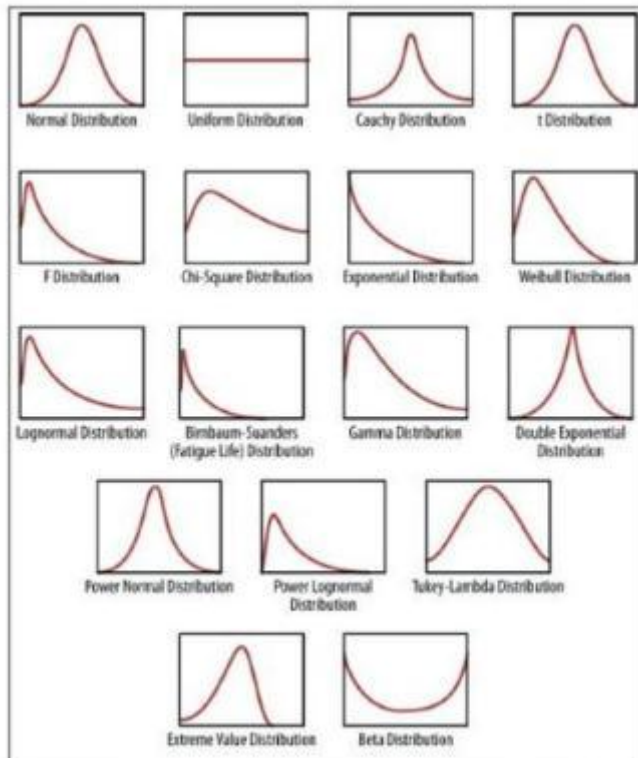 Normal Distribution
Uniform Distribution
Cauchy Distribution
t Distribution
F Distribution
Chi-Square Distribution
Exponential Distribution
Weibull Distribution
Lognormal Distribution
Birnbaum-Suanders
(Fatigue Life) Distribution
Gamma Distribution
Double Exponential
Distribution
Power Normal Distribution
Power Lognormal
Distribution
Tukey-Lambda Distribution
Extreme Value Distribution
Beta Distribution